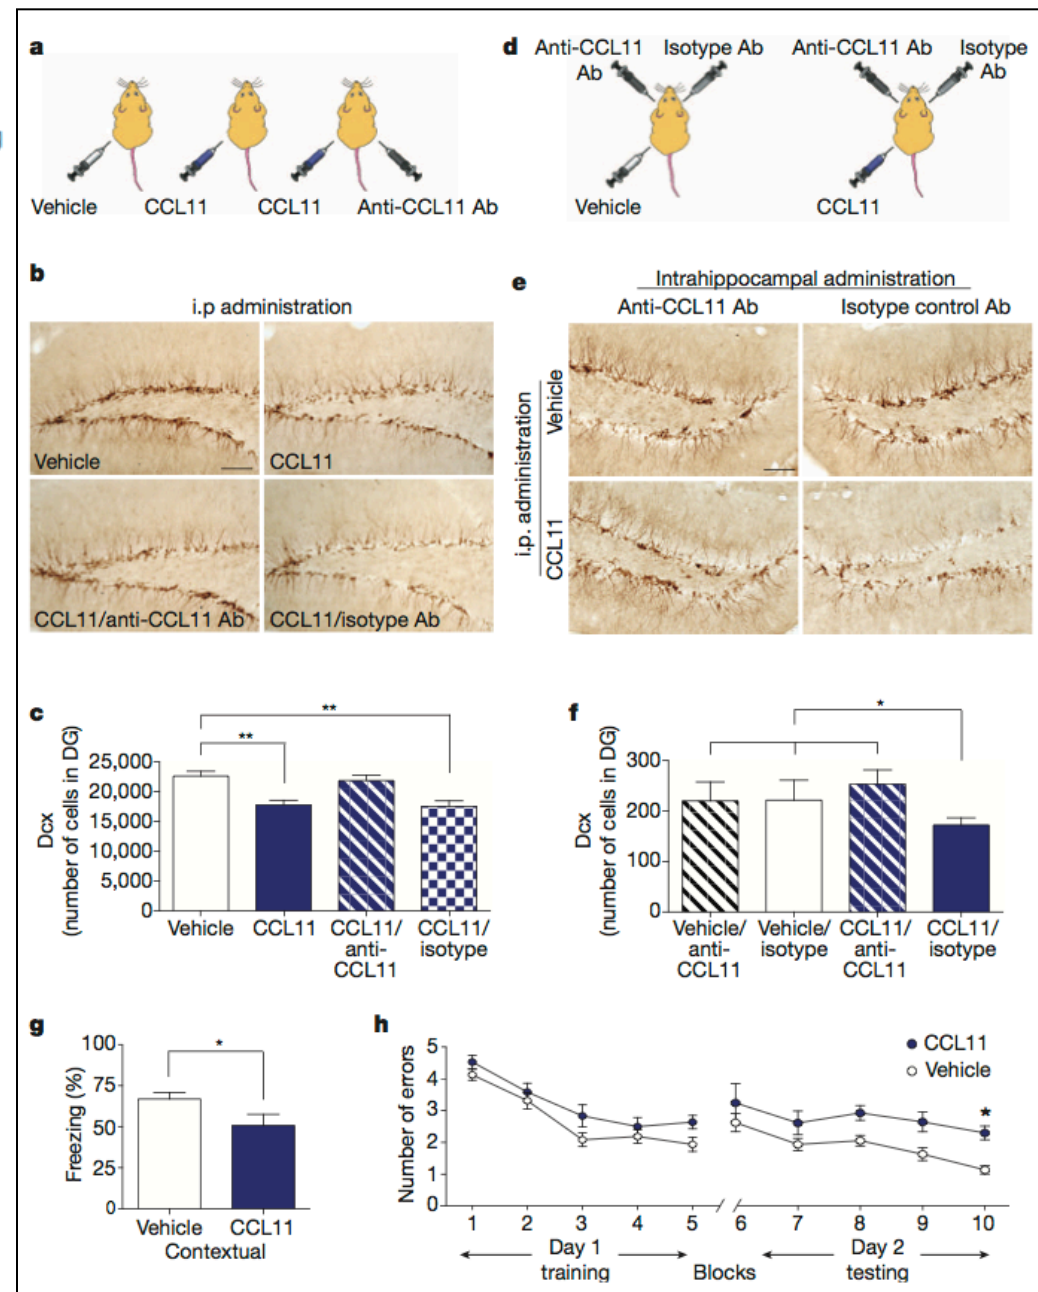 a
Vehicle
CCL11
CCL11
Anti-CCL11 Ab
b
i.p administration
Vehicle
CCL11
CCL11/anti-CCL11 Ab
CCL11/isotype Ab
c
**
**
Dcx
(number of cells in DG)
25,000
20,000
15,000
10,000
5,000
0
Vehicle
CCL11
CCL11/
anti-
CCL11
CCL11/
isotype
d
Anti-CCL11
Ab
Isotype Ab
Anti-CCL11 Ab
Isotype
Ab
Vehicle
CCL11
e
Intrahippocampal administration
Anti-CCL11 Ab
Isotype control Ab
i.p. administration
Vehicle
CCL11
f
*
Dcx
(number of cells in DG)
300
200
100
0
Vehicle/
anti-
CCL11
Vehicle/
isotype
CCL11/
anti-
CCL11
CCL11/
isotype
g
*
Freezing (%)
100
75
50
25
0
Vehicle
CCL11
Contextual
h
CCL11
Vehicle
*
Number of errors
5
4
3
2
1
0
1 2 3 4 5 6 7 8 9 10
Day 1
training
Blocks
Day 2
testing